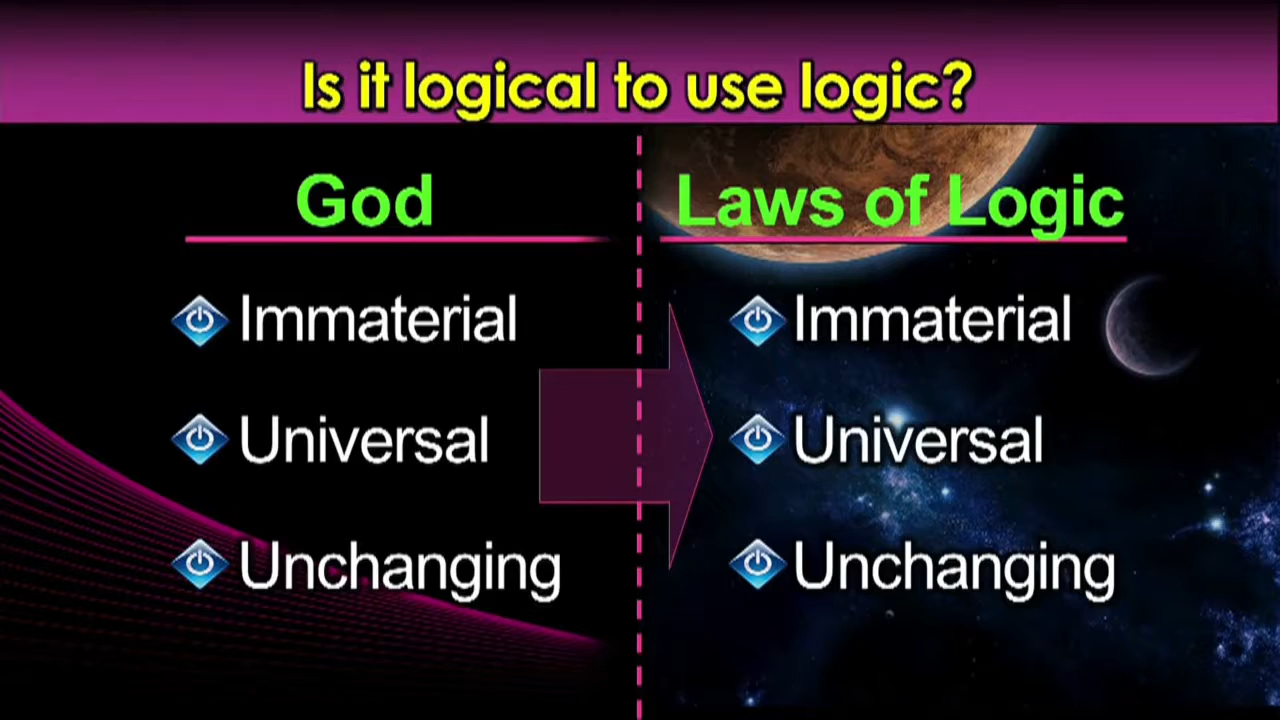 Is it logical to use logic?
God
Immaterial
Universal
Unchanging
Laws of Logic
Immaterial
Universal
Unchanging